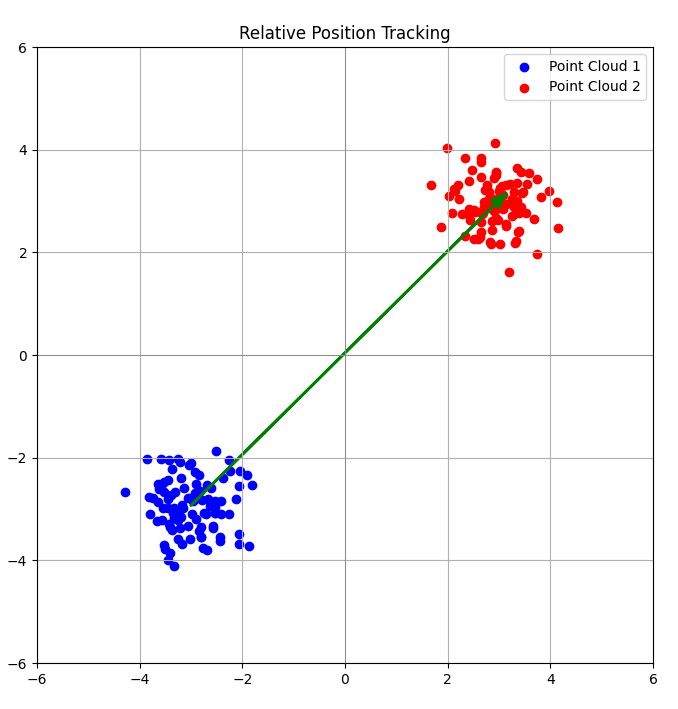 Relative Position Tracking
Point Cloud 1
Point Cloud 2
6
4
2
0
−2
−4
−6
−6 −4 −2 0 2 4 6